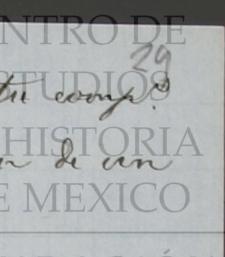 NTRO DE
29
STUDIOS
tu comp.ª
HISTORIA
de un
E MEXICO